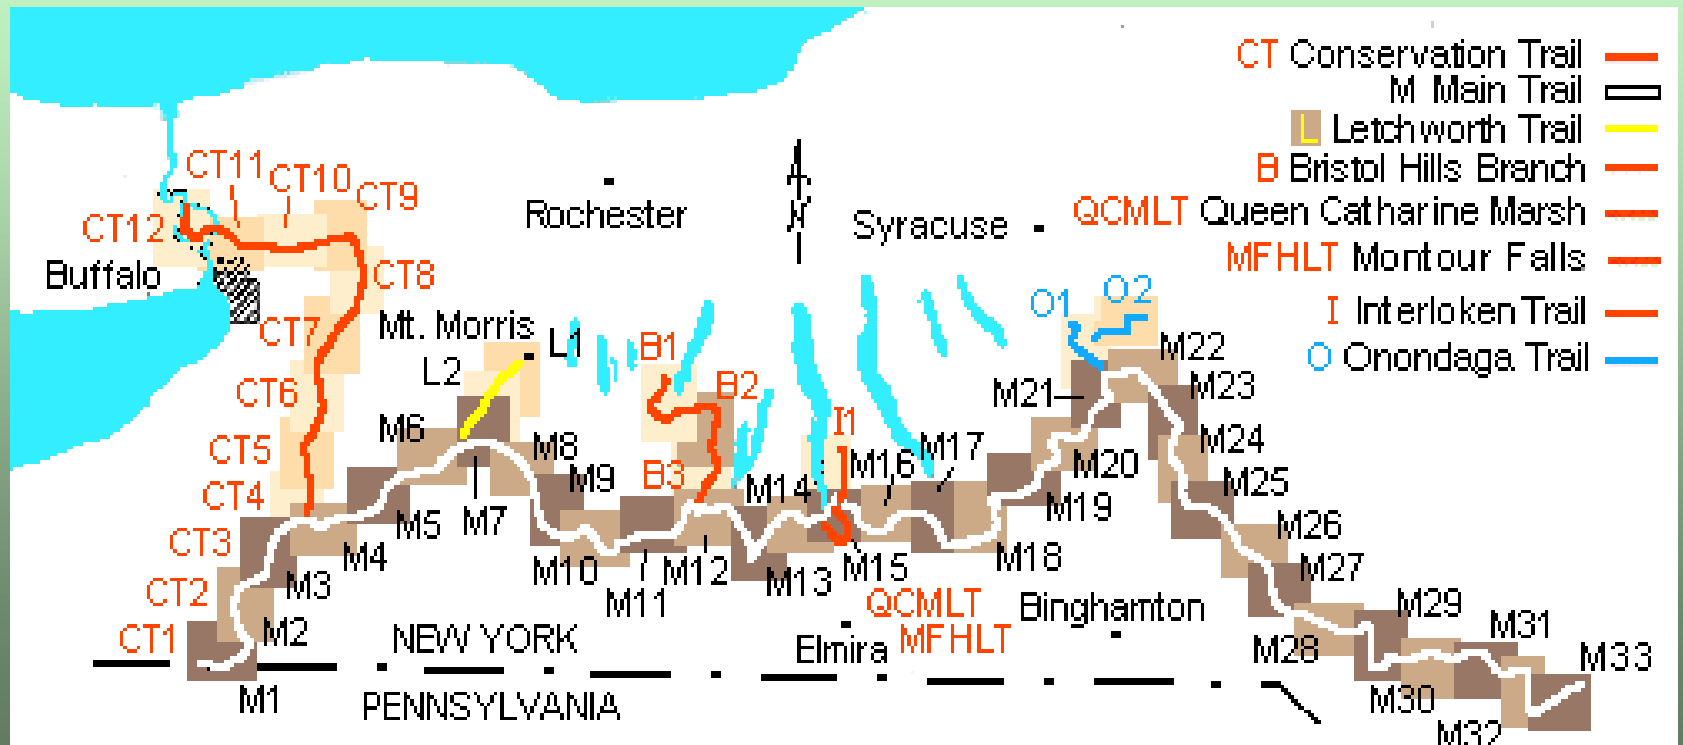 CT Conservation Trail
M Main Trail
L Letchworth Trail
B Bristol Hills Branch
QCMLT Queen Catharine Marsh
MFHLT Montour Falls
I Interloken Trail
O Onondaga Trail
CT11
CT10
CT9
CT12
Rochester
N
Syracuse
Buffalo
CT8
CT7
Mt. Morris
L1
L2
B1
B2
O1
O2
M22
M21
M23
CT6
CT5
M6
M8
I1
M17
M24
CT4
M9
B3
M14
M16
M20
M25
CT3
M5
M7
M19
M26
M4
M10
M12
M13
M15
M18
M27
CT2
M3
M11
QCMLT
Binghamton
M29
CT1
M2
NEW YORK
Elmira
MFHLT
M28
M31
M33
M1
PENNSYLVANIA
M30
M32